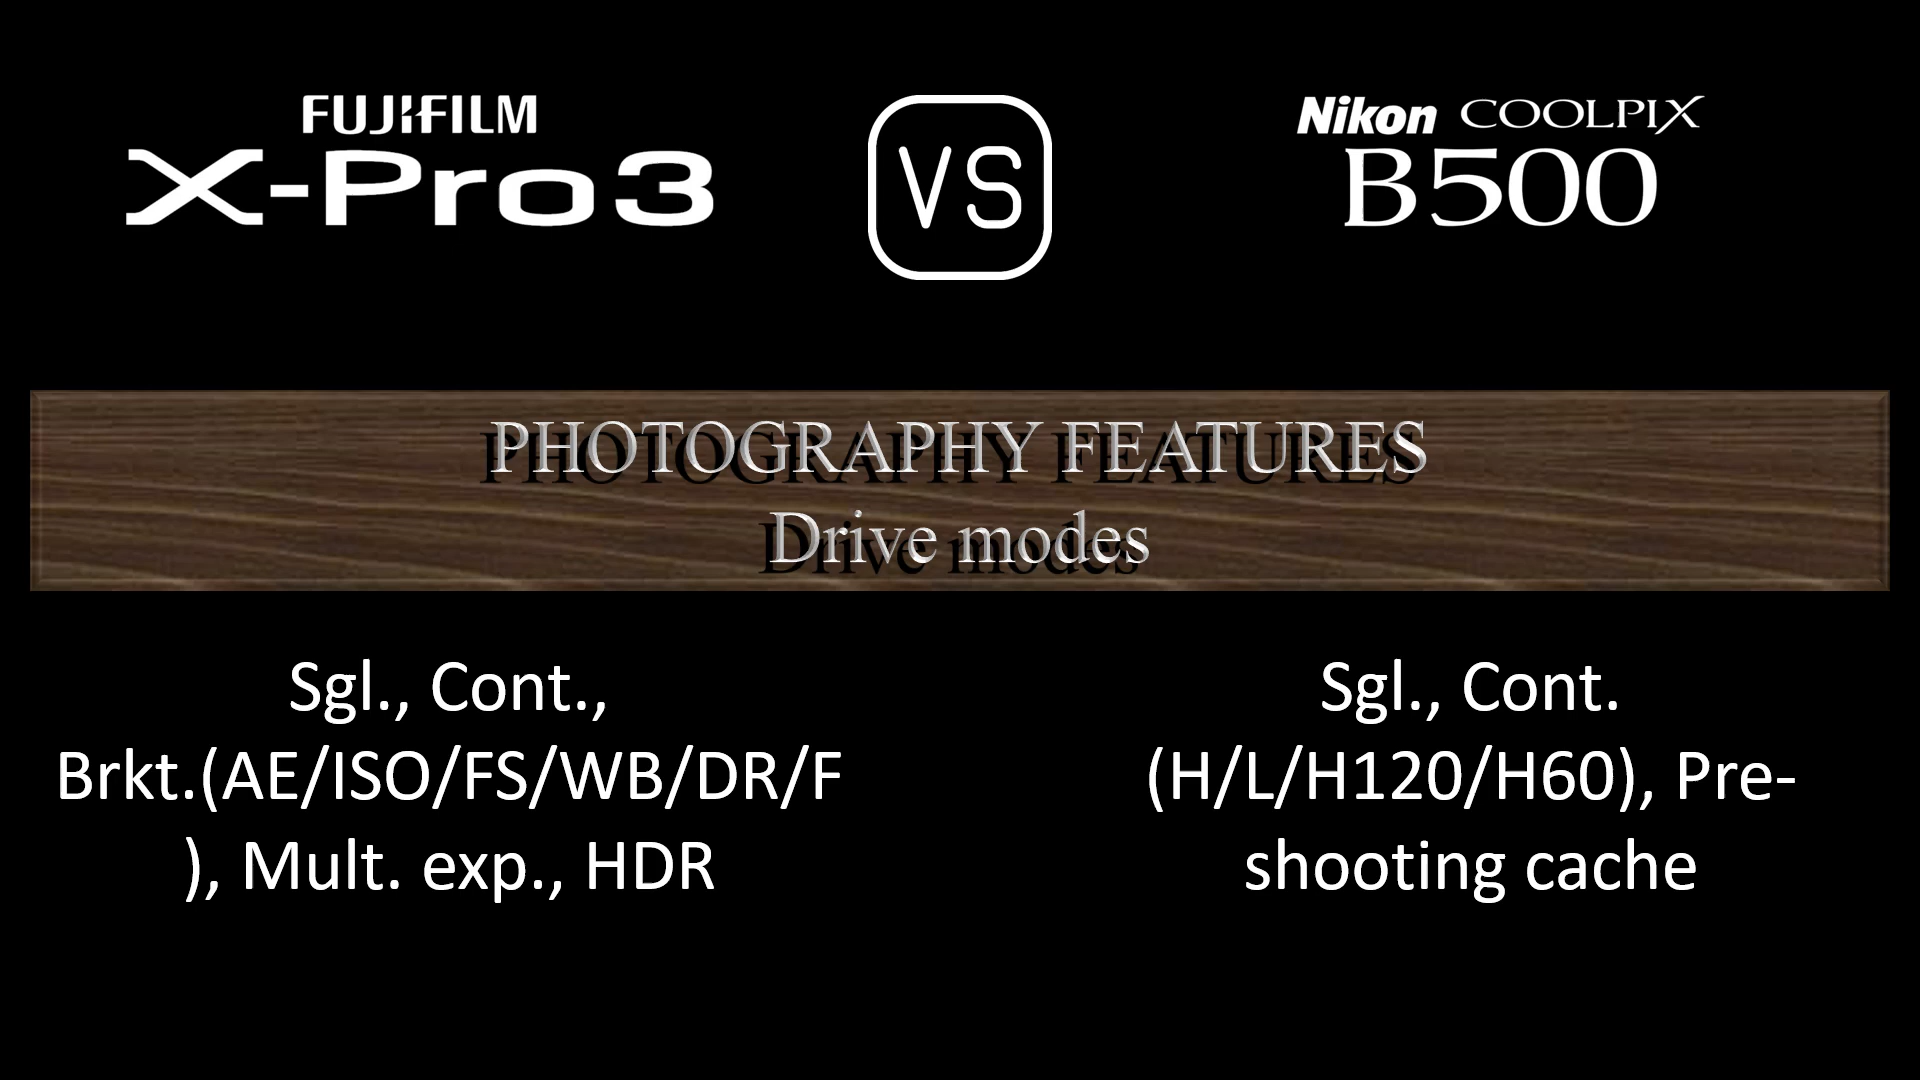 FUJIFILM
X-Pro3
VS
Nikon COOLPIX
B500
PHOTOGRAPHY FEATURES
Drive modes
Sgl., Cont.,
Brkt.(AE/ISO/FS/WB/DR/F
), Mult. exp., HDR
Sgl., Cont.
(H/L/H120/H60), Pre-
shooting cache